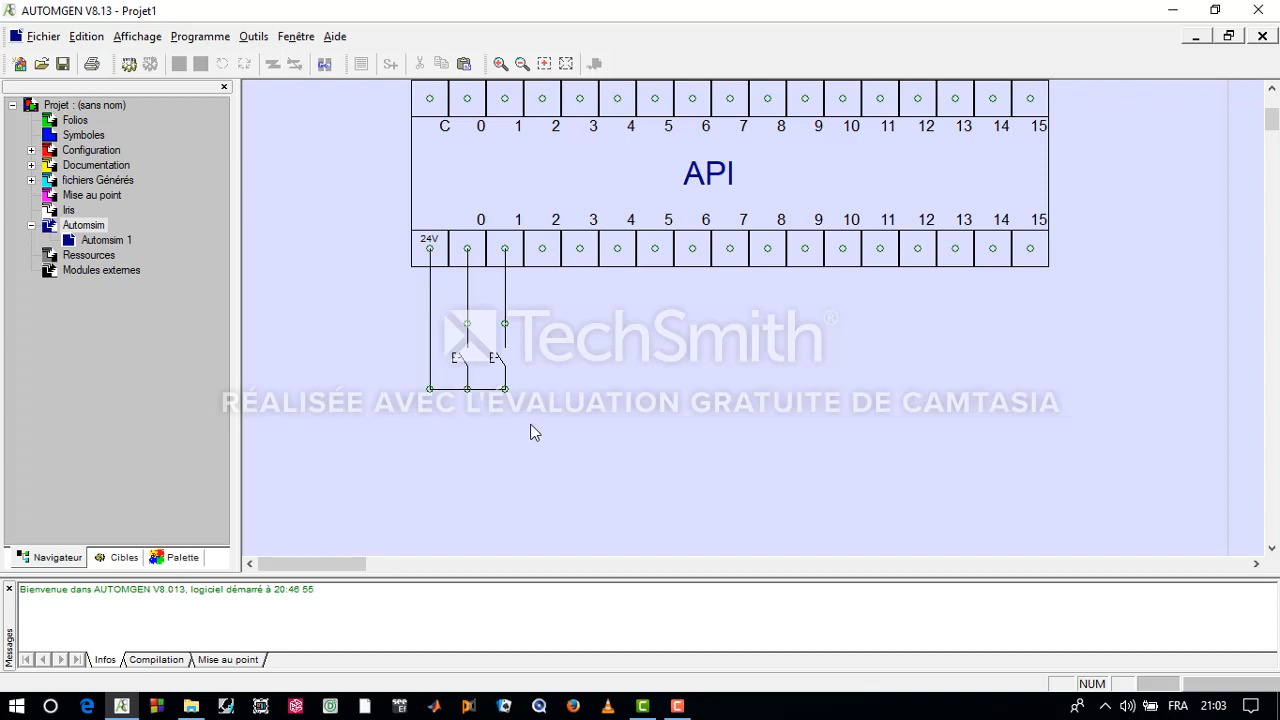 AUTOMGEN V8.13 - Projet1
Fichier Edition Affichage Programme Outils Fenêtre Aide
S+
Projet : (sans nom)
Folios
Symboles
Configuration
Documentation
fichiers Générés
Mise au point
Iris
Automsim
Automsim 1
Ressources
Modules externes
Navigateur Cibles Palette
C 0 1 2 3 4 5 6 7 8 9 10 11 12 13 14 15
API
0 1 2 3 4 5 6 7 8 9 10 11 12 13 14 15
24V
TechSmith®
RÉALISÉE AVEC L'ÉVALUATION GRATUITE DE CAMTASIA
Bienvenue dans AUTOMGEN V8.013, logiciel démarré à 20:46 55
Messages
Infos Compilation Mise au point
NUM
FRA 21:03